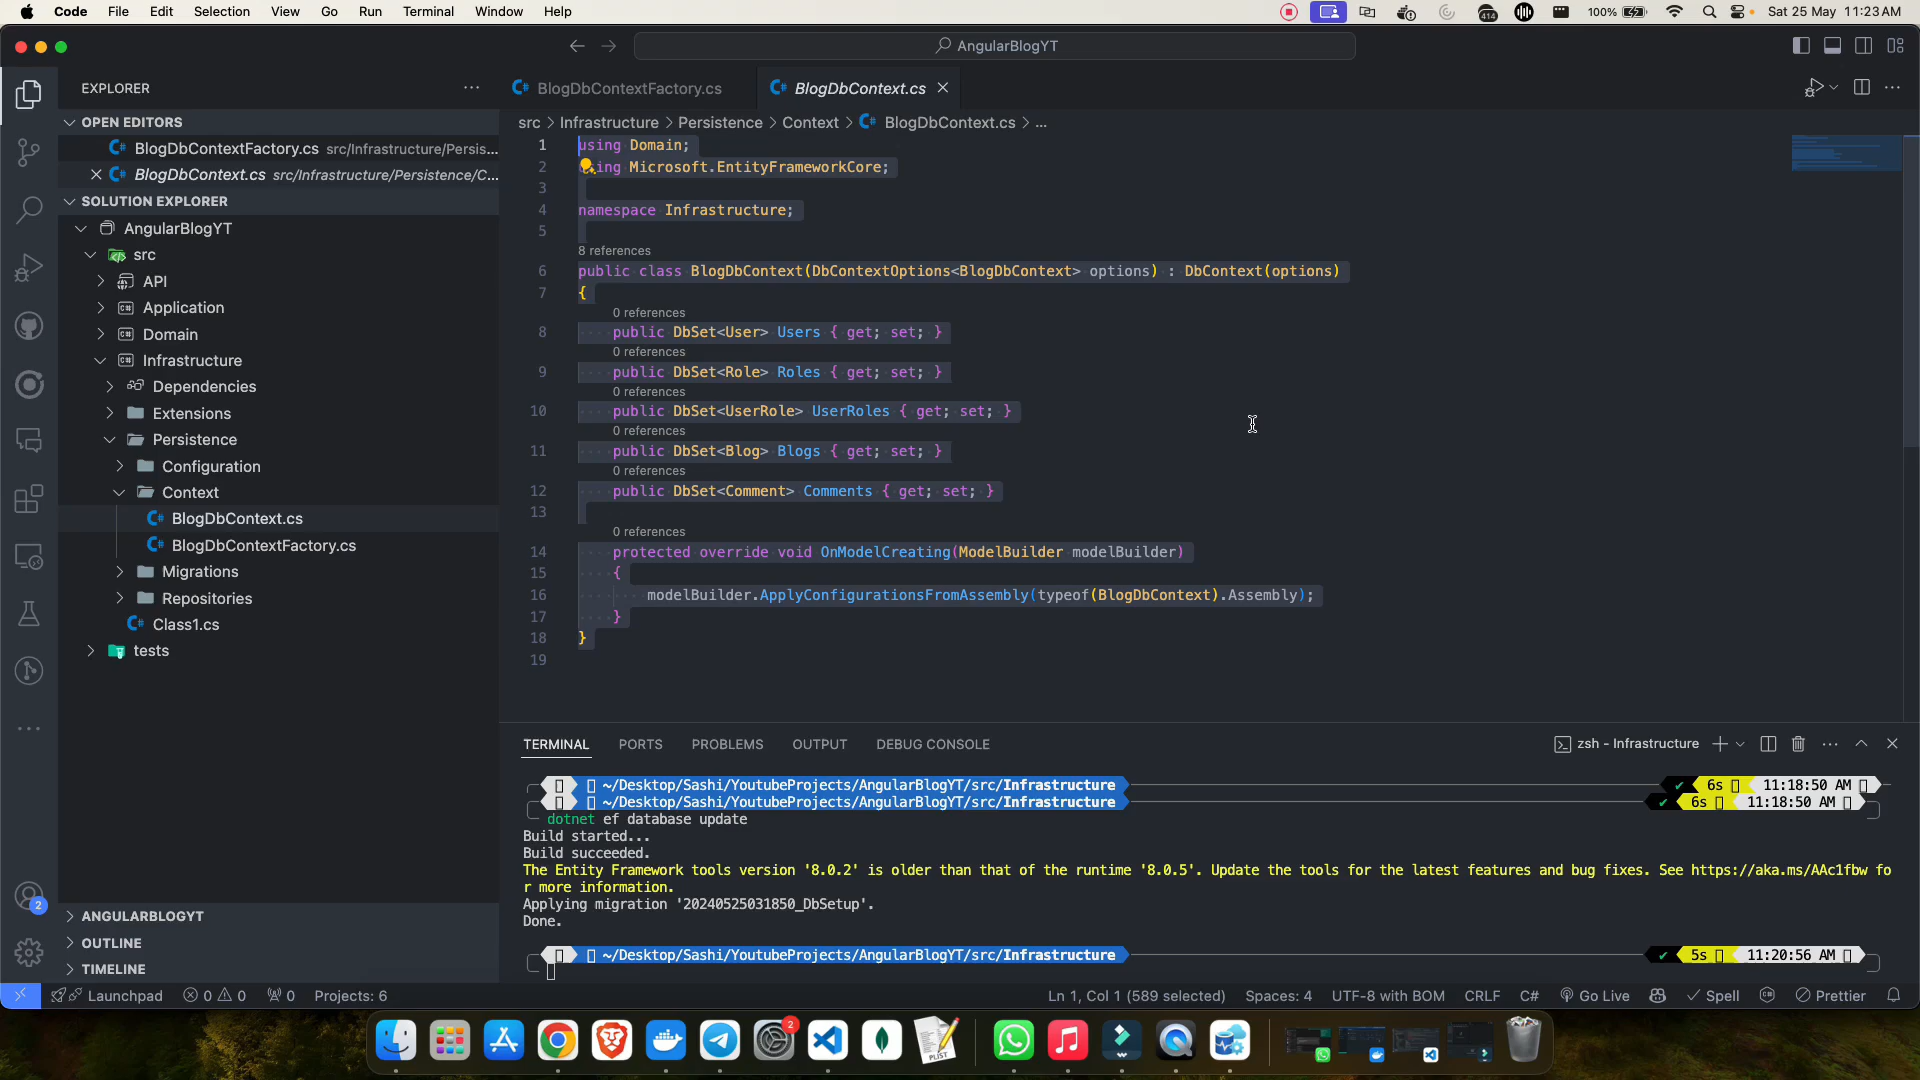 Code File Edit Selection View Go Run Terminal Window Help
414 100% Sat 25 May 11:23 AM
AngularBlogYT
EXPLORER
OPEN EDITORS
BlogDbContextFactory.cs src/Infrastructure/Persis...
BlogDbContext.cs src/Infrastructure/Persistence/C...
SOLUTION EXPLORER
AngularBlogYT
src
API
Application
Domain
Infrastructure
Dependencies
Extensions
Persistence
Configuration
Context
BlogDbContext.cs
BlogDbContextFactory.cs
Migrations
Repositories
Class1.cs
tests
ANGULARBLOGYT
OUTLINE
TIMELINE
BlogDbContextFactory.cs BlogDbContext.cs
src > Infrastructure > Persistence > Context > BlogDbContext.cs > ...
1 using Domain;
2 ing Microsoft.EntityFrameworkCore;
3
4 namespace Infrastructure;
5
8 references
6 public class BlogDbContext(DbContextOptions<BlogDbContext> options) : DbContext(options)
7 {
0 references
8 public DbSet<User> Users { get; set; }
0 references
9 public DbSet<Role> Roles { get; set; }
0 references
10 public DbSet<UserRole> UserRoles { get; set; }
0 references
11 public DbSet<Blog> Blogs { get; set; }
0 references
12 public DbSet<Comment> Comments { get; set; }
13
0 references
14 protected override void OnModelCreating(ModelBuilder modelBuilder)
15 {
16 modelBuilder.ApplyConfigurationsFromAssembly(typeof(BlogDbContext).Assembly);
17 }
18 }
19
TERMINAL PORTS PROBLEMS OUTPUT DEBUG CONSOLE
zsh - Infrastructure
~/Desktop/Sashi/YoutubeProjects/AngularBlogYT/src/Infrastructure ✔ 6s 11:18:50 AM
~/Desktop/Sashi/YoutubeProjects/AngularBlogYT/src/Infrastructure ✔ 6s 11:18:50 AM
dotnet ef database update
Build started...
Build succeeded.
The Entity Framework tools version '8.0.2' is older than that of the runtime '8.0.5'. Update the tools for the latest features and bug fixes. See https://aka.ms/AAc1fbw fo
r more information.
Applying migration '20240525031850_DbSetup'.
Done.
~/Desktop/Sashi/YoutubeProjects/AngularBlogYT/src/Infrastructure ✔ 5s 11:20:56 AM
2
Launchpad 0 0 0 Projects: 6
Ln 1, Col 1 (589 selected) Spaces: 4 UTF-8 with BOM CRLF C# Go Live Spell Prettier
2
PLIST